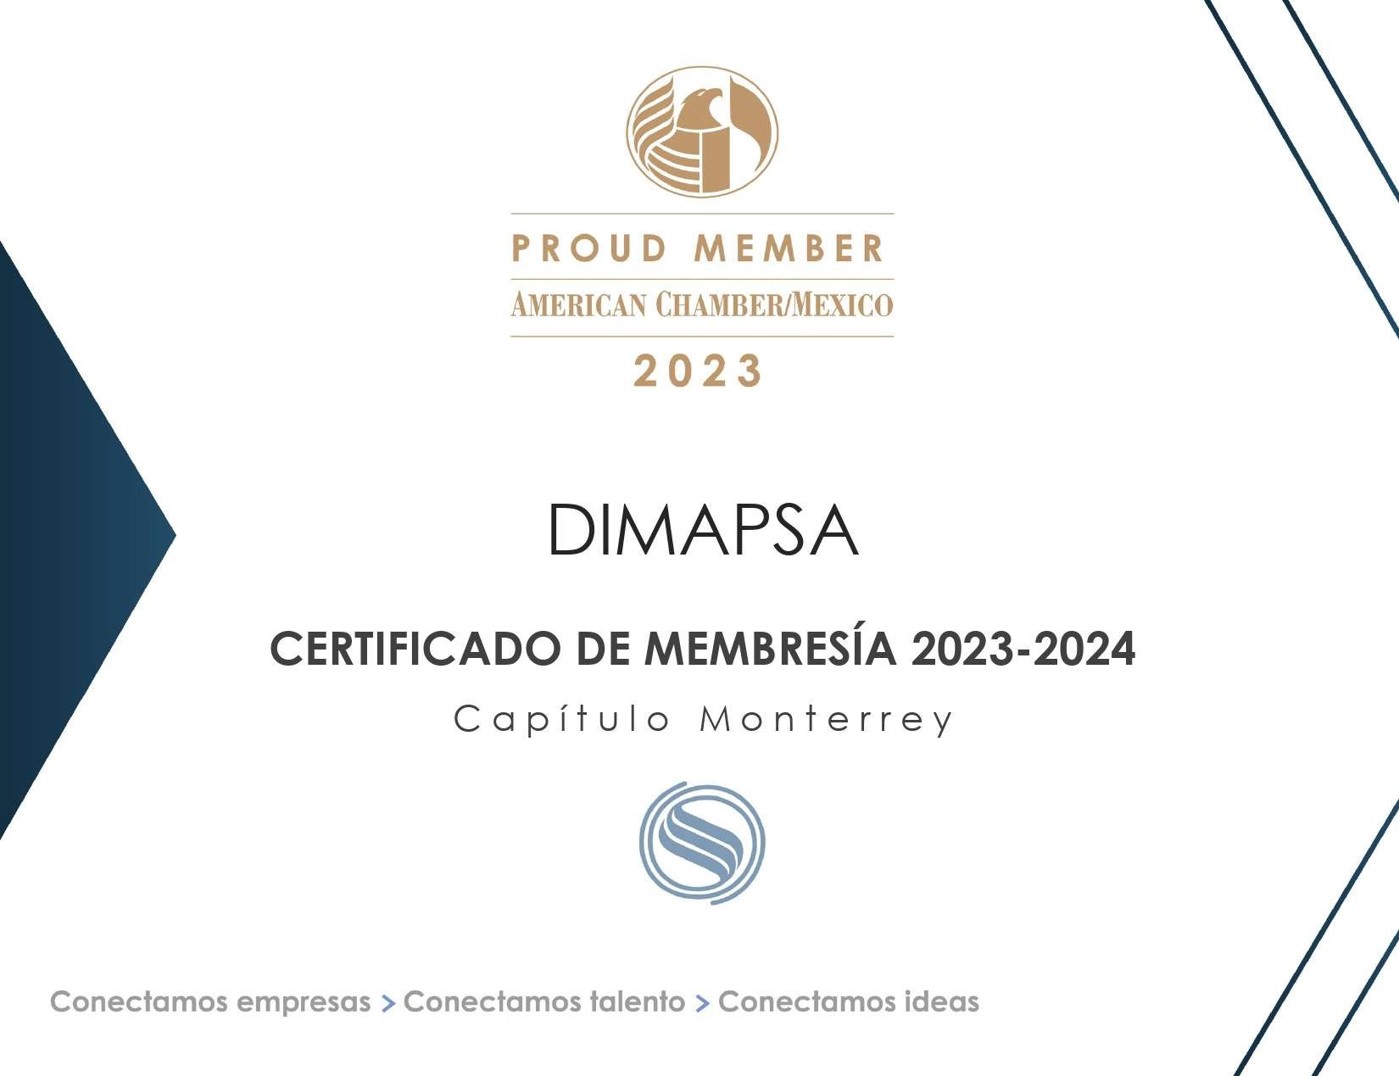 PROUD MEMBER
AMERICAN CHAMBER/MEXICO
2023
DIMAPSA
CERTIFICADO DE MEMBRESÍA 2023-2024
Capítulo Monterrey
Conectamos empresas > Conectamos talento > Conectamos ideas